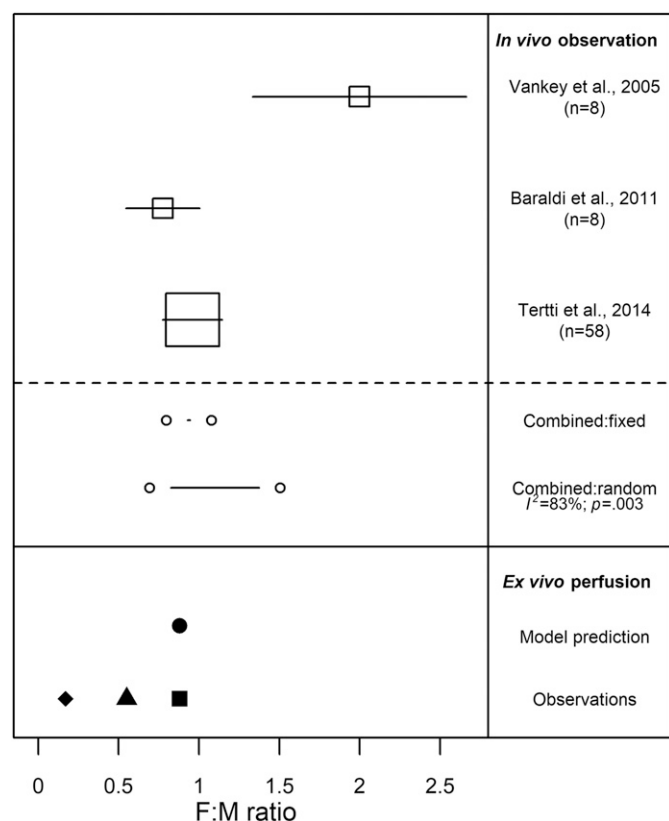 In vivo observation
Vankey et al., 2005
(n=8)
Baraldi et al., 2011
(n=8)
Tertti et al., 2014
(n=58)
Combined:fixed
Combined:random
I²=83%; p=.003
Ex vivo perfusion
Model prediction
Observations
0 0.5 1 1.5 2 2.5
F:M ratio